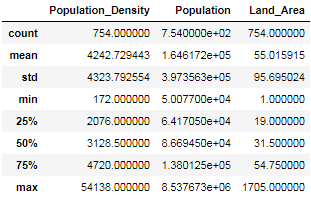 Population_Density Population Land_Area
count 754.000000 7.540000e+02 754.000000
mean 4242.729443 1.646172e+05 55.015915
std 4323.792554 3.973563e+05 95.695024
min 172.000000 5.007700e+04 1.000000
25% 2076.000000 6.417050e+04 19.000000
50% 3128.500000 8.669450e+04 31.500000
75% 4720.000000 1.380125e+05 54.750000
max 54138.000000 8.537673e+06 1705.000000